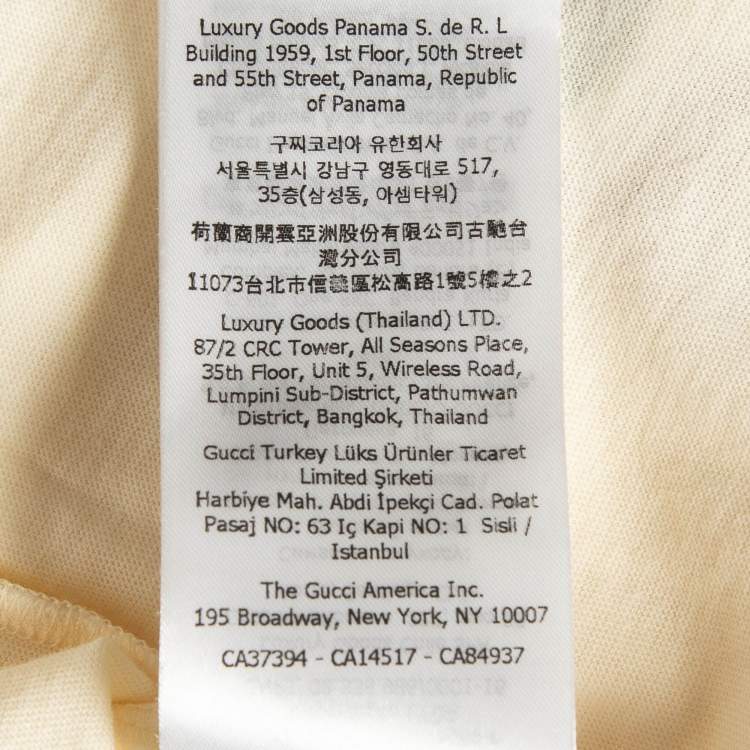 Luxury Goods Panama S. de R. L
Building 1959, 1st Floor, 50th Street
and 55th Street, Panama, Republic
of Panama
구찌코리아 유한회사
서울특별시 강남구 영동대로 517,
35층(삼성동, 아셈타워)
荷蘭商開雲亞洲股份有限公司古馳台
灣分公司
11073台北市信義區松高路1號5樓之2
Luxury Goods (Thailand) LTD.
87/2 CRC Tower, All Seasons Place,
35th Floor, Unit 5, Wireless Road,
Lumpini Sub-District, Pathumwan
District, Bangkok, Thailand
Gucci Turkey Lüks Ürünler Ticaret
Limited Şirketi
Harbiye Mah. Abdi İpekçi Cad. Polat
Pasaj NO: 63 Iç Kapi NO: 1 Sisli /
Istanbul
The Gucci America Inc.
195 Broadway, New York, NY 10007
CA37394 - CA14517 - CA84937